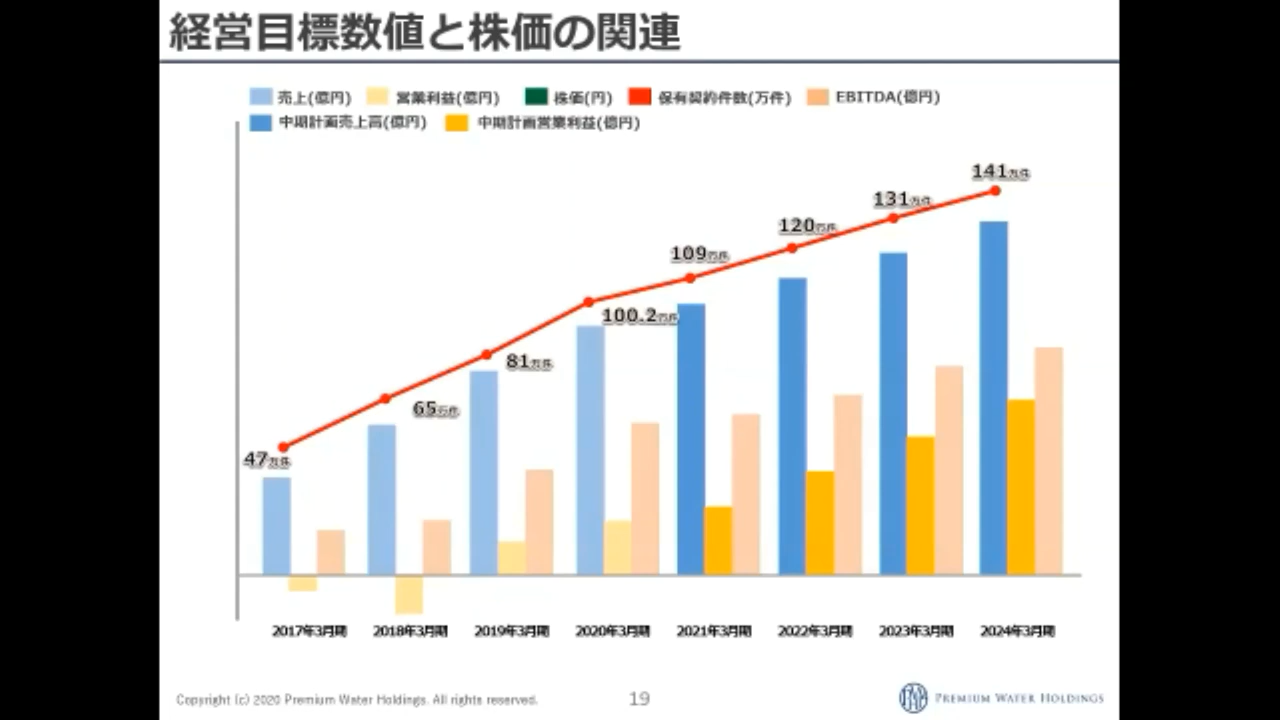 経営目標数値と株価の関連
売上(億円) 営業利益(億円) 株価(円) 保有契約件数(万件) EBITDA(億円)
中期計画売上高(億円) 中期計画営業利益(億円)
141万件
131万件
120万件
109万件
100.2万件
81万件
65万件
47万件
2017年3月期 2018年3月期 2019年3月期 2020年3月期 2021年3月期 2022年3月期 2023年3月期 2024年3月期
Copyright (c) 2020 Premium Water Holdings. All rights reserved. 19 PREMIUM WATER HOLDINGS